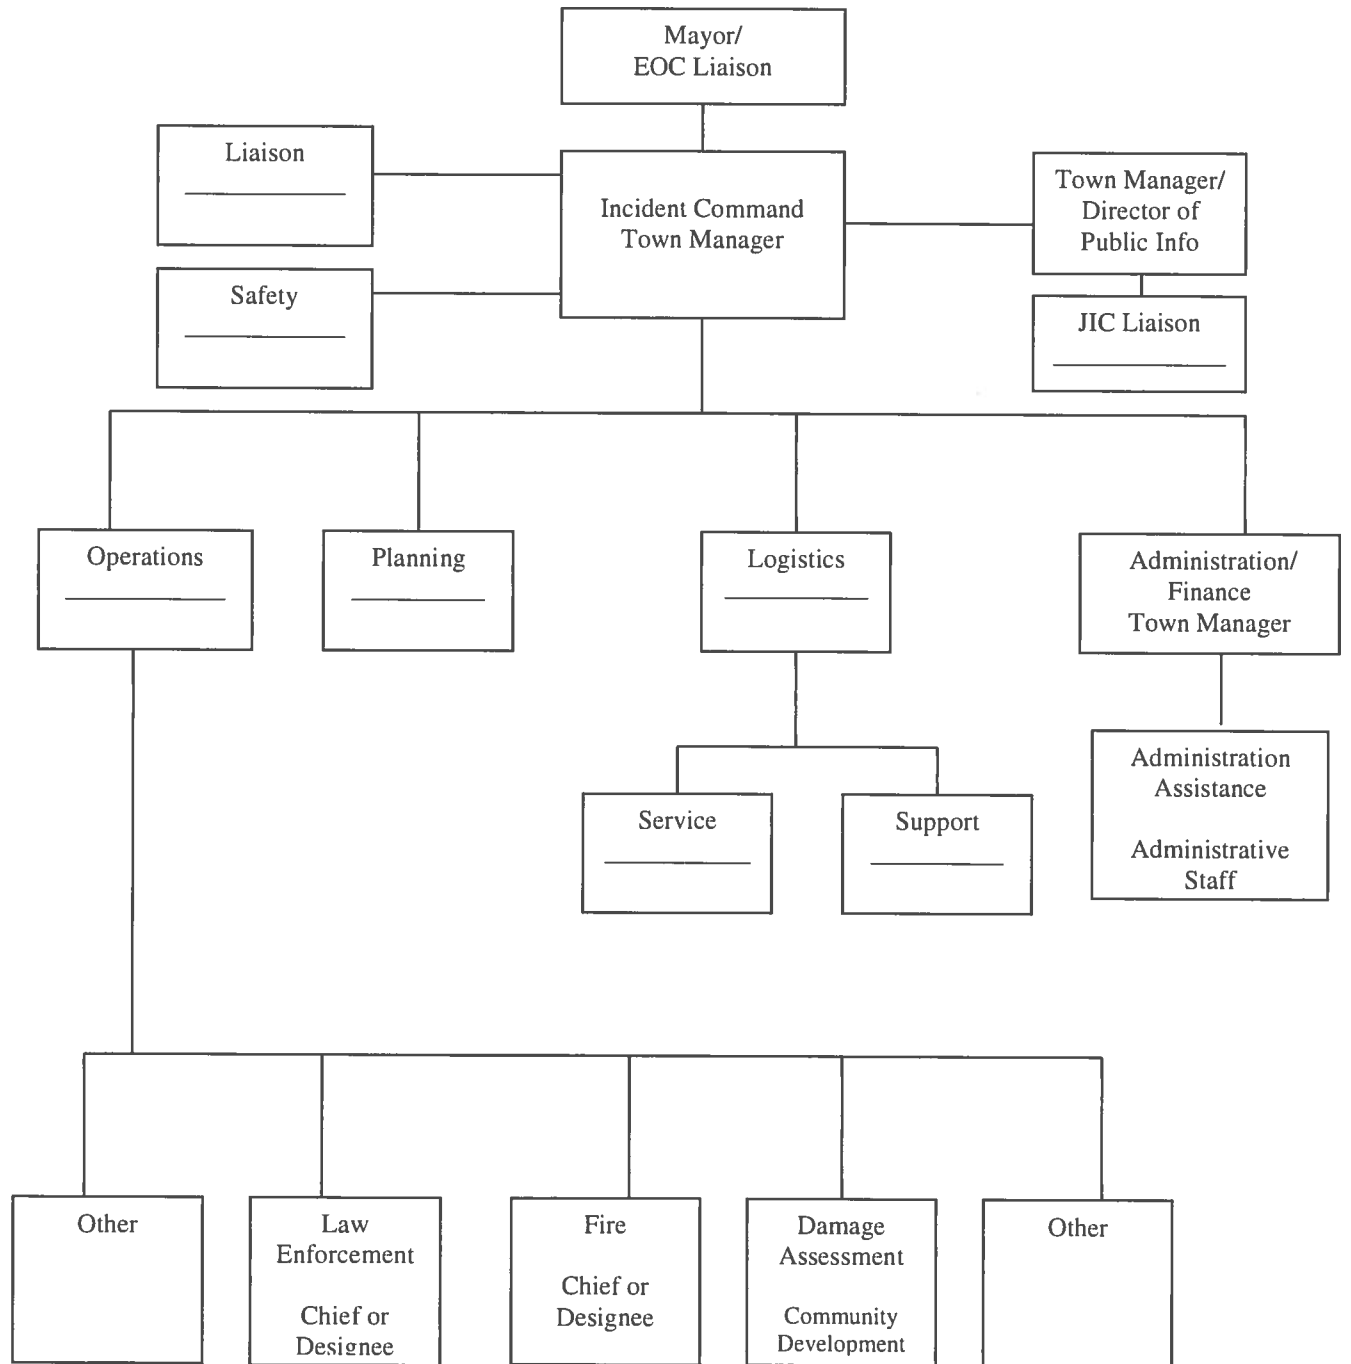 Mayor/
EOC Liaison
Liaison
Incident Command
Town Manager
Town Manager/
Director of
Public Info
Safety
JIC Liaison
Operations
Planning
Logistics
Administration/
Finance
Town Manager
Service
Support
Administration
Assistance
Administrative
Staff
Other
Law
Enforcement
Chief or
Designee
Fire
Chief or
Designee
Damage
Assessment
Community
Development
Other